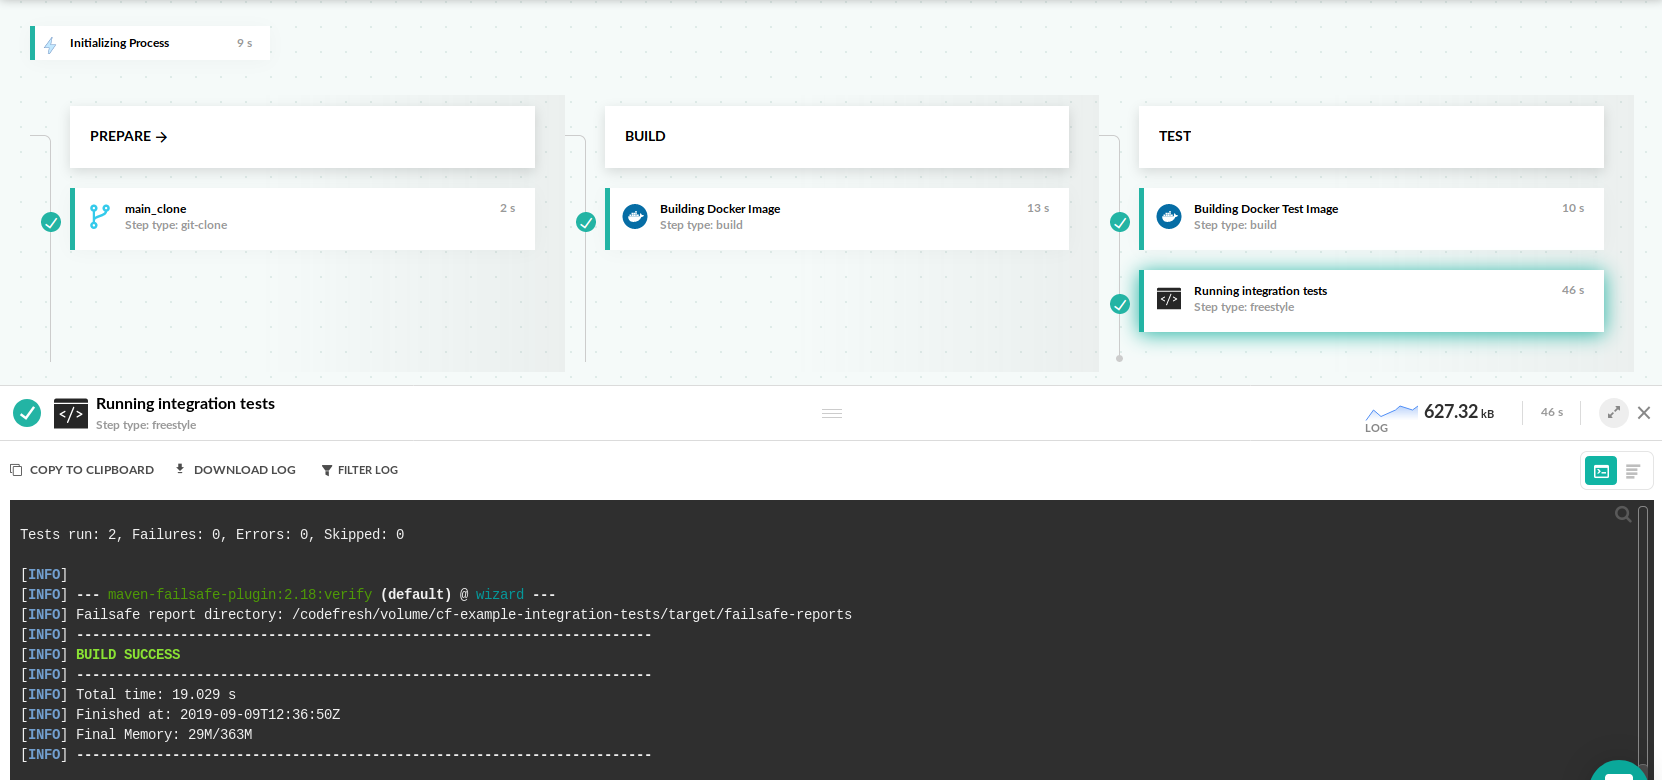 Initializing Process 9 s
PREPARE →
BUILD
TEST
main_clone 2 s
Step type: git-clone
Building Docker Image 13 s
Step type: build
Building Docker Test Image 10 s
Step type: build
Running integration tests 46 s
Step type: freestyle
Running integration tests
Step type: freestyle
627.32 kB
LOG
46 s
COPY TO CLIPBOARD DOWNLOAD LOG FILTER LOG
Tests run: 2, Failures: 0, Errors: 0, Skipped: 0
[INFO]
[INFO] --- maven-failsafe-plugin:2.18:verify (default) @ wizard ---
[INFO] Failsafe report directory: /codefresh/volume/cf-example-integration-tests/target/failsafe-reports
[INFO] ------------------------------------------------------------------------
[INFO] BUILD SUCCESS
[INFO] ------------------------------------------------------------------------
[INFO] Total time: 19.029 s
[INFO] Finished at: 2019-09-09T12:36:50Z
[INFO] Final Memory: 29M/363M
[INFO] ------------------------------------------------------------------------